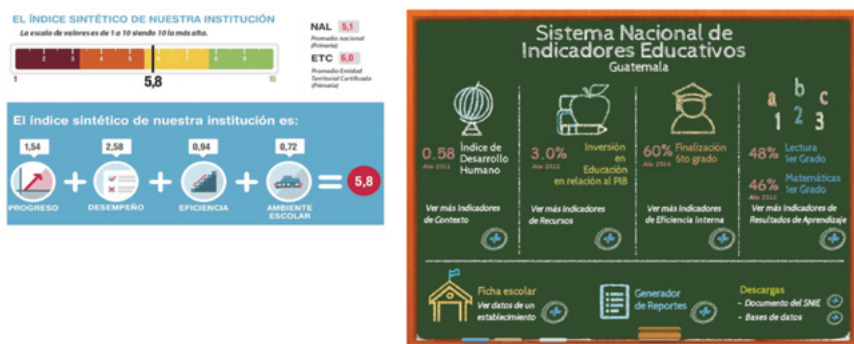 EL ÍNDICE SINTÉTICO DE NUESTRA INSTITUCIÓN
La escala de valores es de 1 a 10 siendo 10 la más alta.
2 3 4 5 6 7 8 9
1 10
5,8
NAL 5,1
Promedio nacional
(Primaria)
ETC 6,0
Promedio Entidad
Territorial Certificada
(Primaria)
El índice sintético de nuestra institución es:
1,54 2,58 0,94 0,72
+ + + = 5,8
PROGRESO DESEMPEÑO EFICIENCIA AMBIENTE
ESCOLAR
Sistema Nacional de
Indicadores Educativos
Guatemala
0.58
Año 2011
Índice de
Desarrollo
Humano
Ver más Indicadores
de Contexto
3.0%
Año 2012
Inversión
en
Educación
en relación al PIB
Ver más Indicadores
de Recursos
60%
Año 2014
Finalización
6to grado
Ver más Indicadores
de Eficiencia Interna
a b c
1 2 3
48% Lectura
1er Grado
46% Matemáticas
Año 2012 1er Grado
Ver más Indicadores de
Resultados de Aprendizaje
Ficha escolar
Ver datos de un
establecimiento
Generador
de Reportes
Descargas
- Documento del SNIE
- Bases de datos